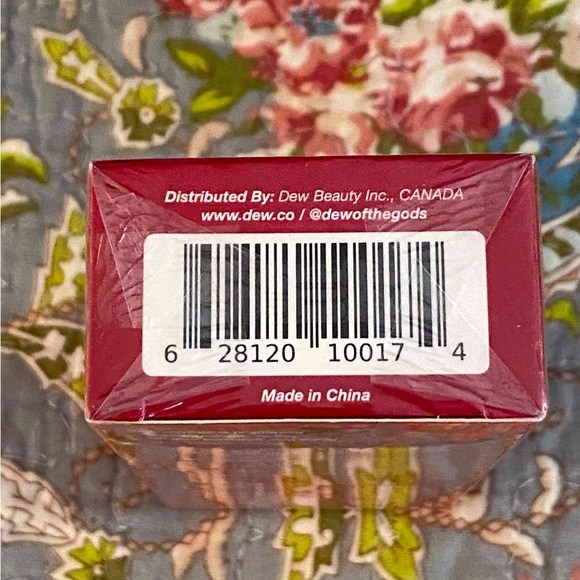 Distributed By: Dew Beauty Inc., CANADA
www.dew.co / @dewofthegods
6 28120 10017 4
Made in China